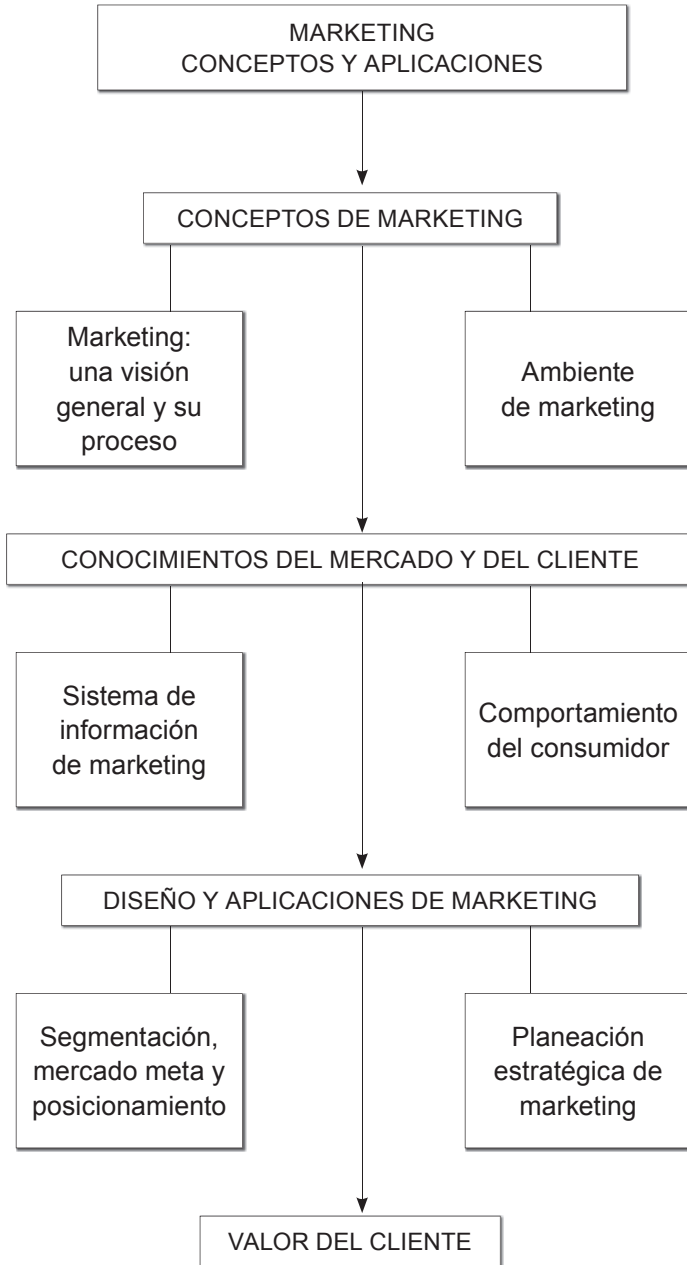 MARKETING
CONCEPTOS Y APLICACIONES
CONCEPTOS DE MARKETING
Marketing:
una visión
general y su
proceso
Ambiente
de marketing
CONOCIMIENTOS DEL MERCADO Y DEL CLIENTE
Sistema de
información
de marketing
Comportamiento
del consumidor
DISEÑO Y APLICACIONES DE MARKETING
Segmentación,
mercado meta y
posicionamiento
Planeación
estratégica de
marketing
VALOR DEL CLIENTE